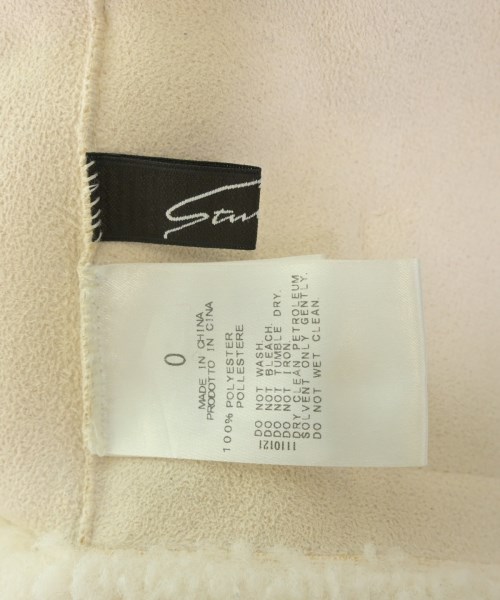 Stu
0
MADE IN CHINA
PRODOTTO IN CINA
100% POLYESTER
POLLESTERE
DO NOT WASH.
DO NOT BLEACH.
DO NOT TUMBLE DRY.
DO NOT IRON.
DRY CLEAN PETROLEUM
SOLVENT ONLY GENTLY.
DO NOT WET CLEAN
1110121